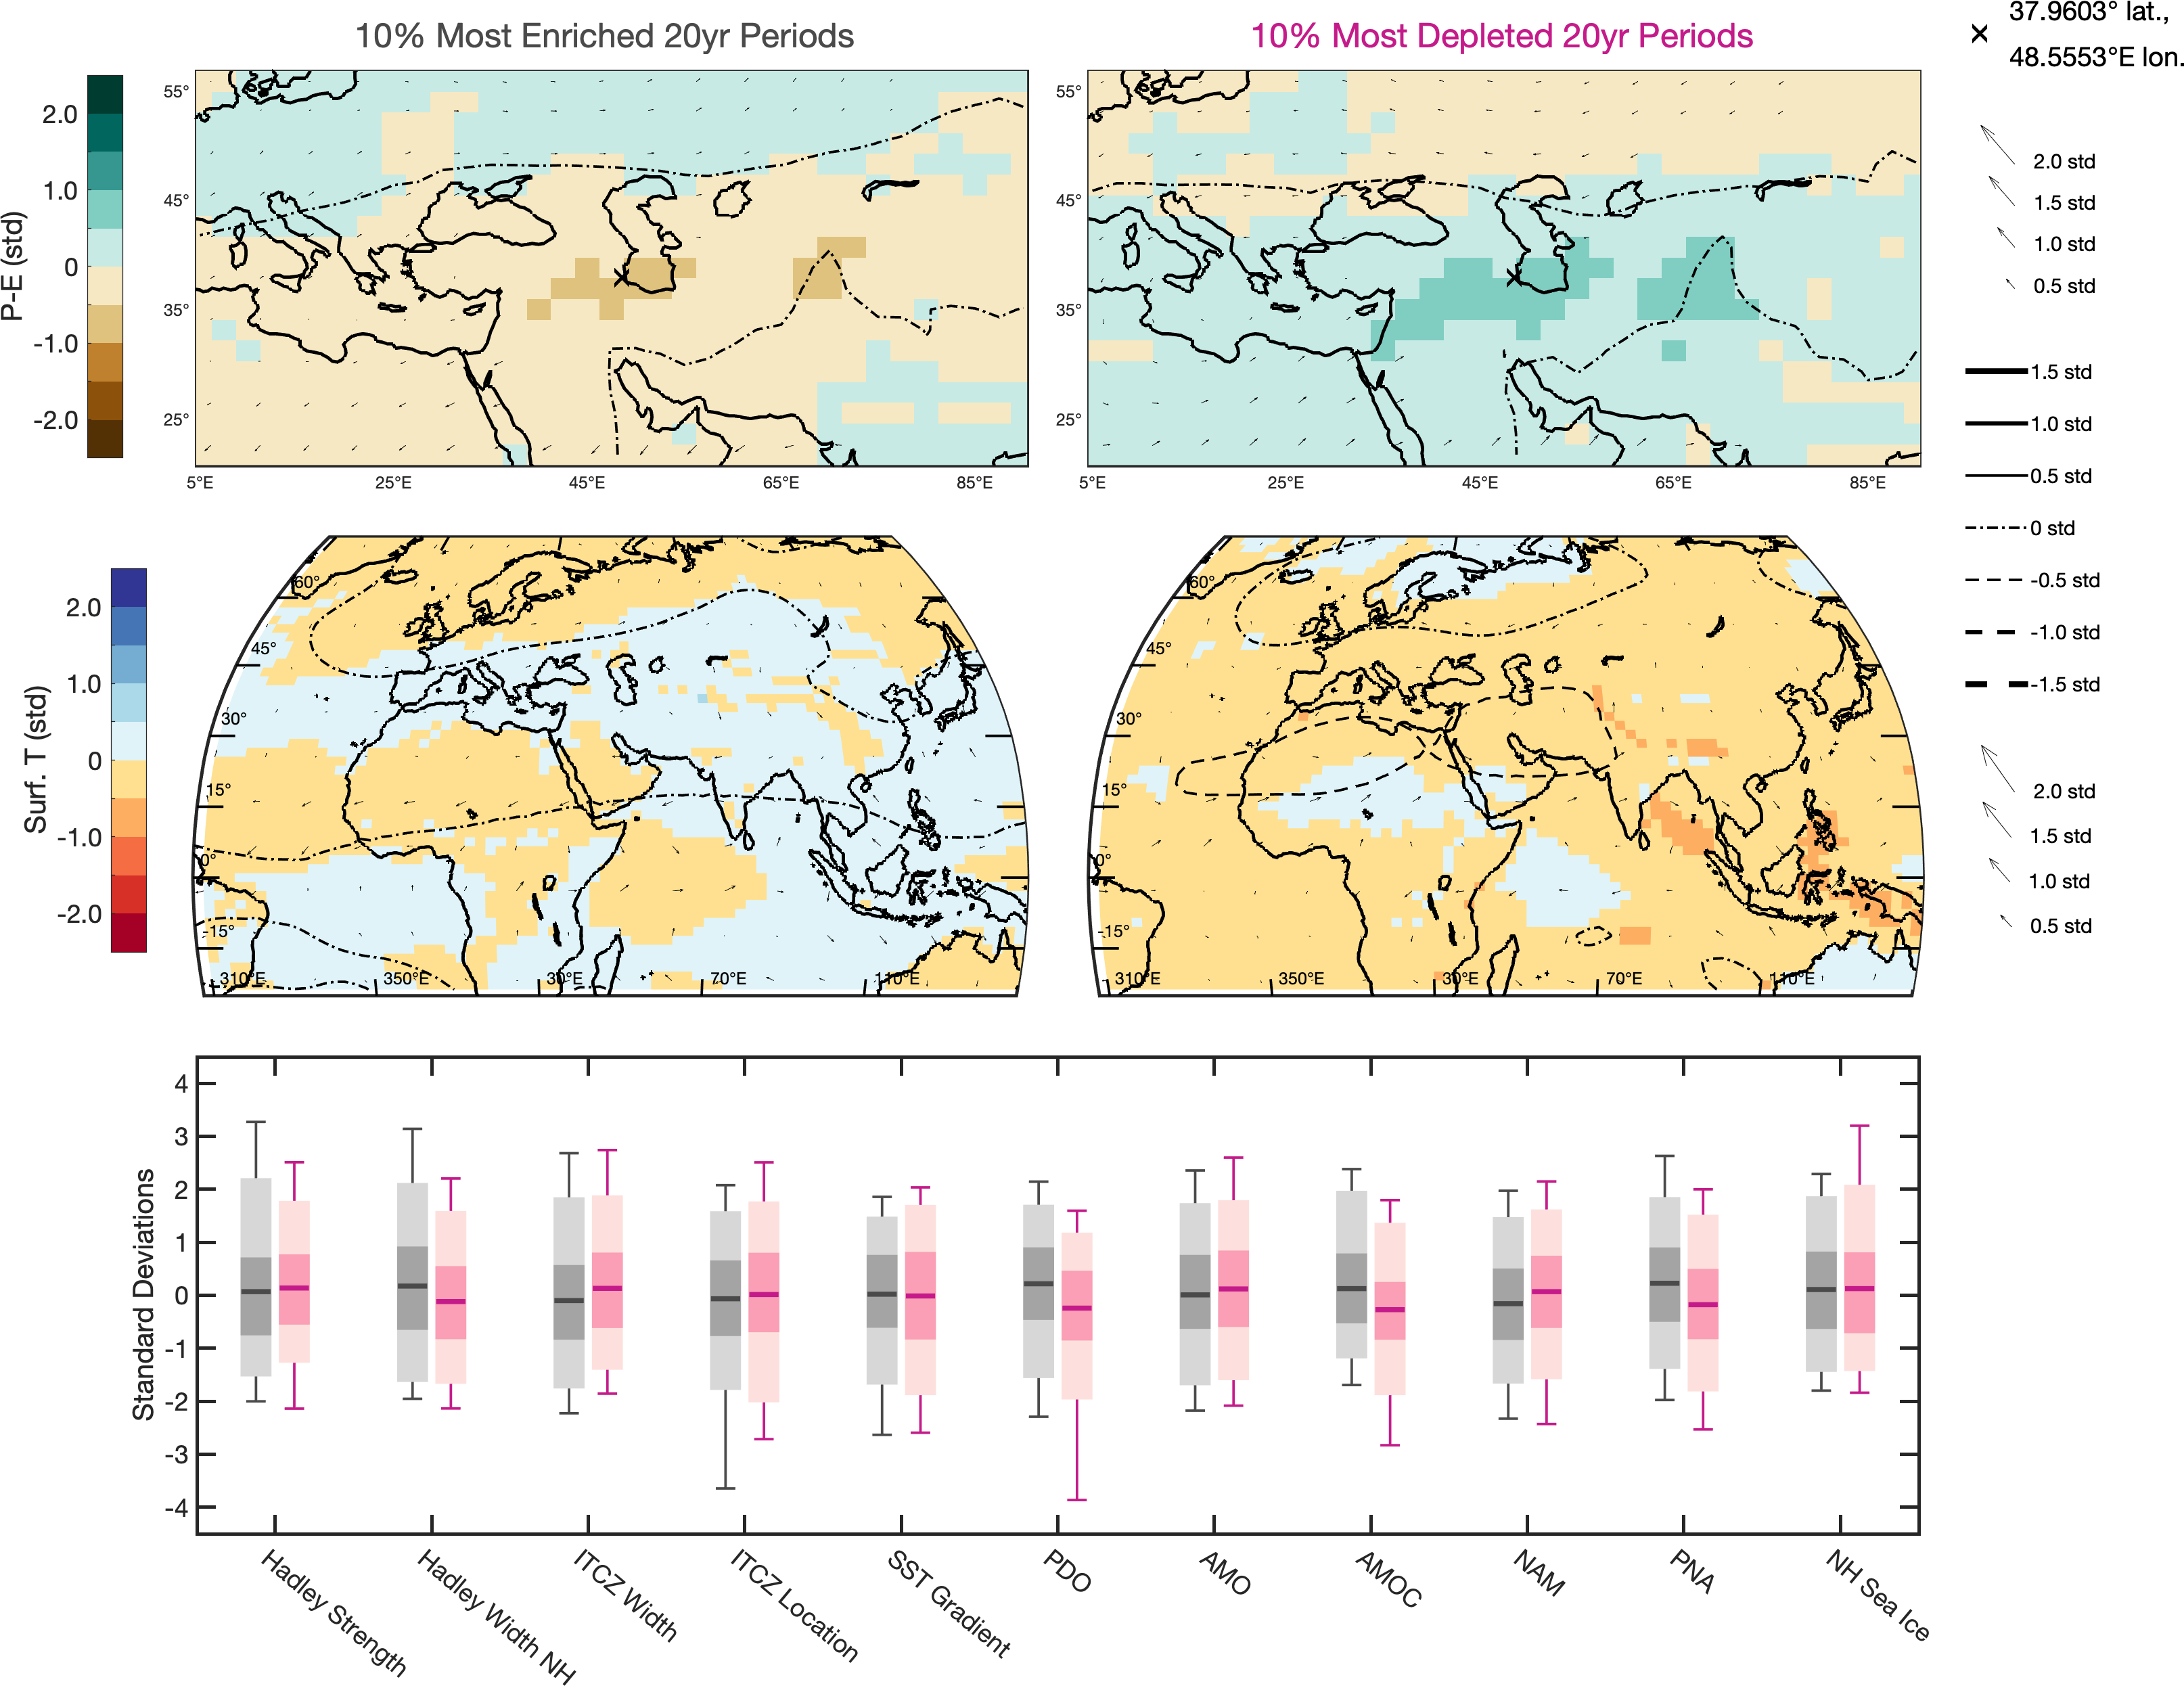 10% Most Enriched 20yr Periods
10% Most Depleted 20yr Periods
37.9603° lat.,
48.5553°E lon.
P-E (std)
2.0
1.0
0
-1.0
-2.0
55°
45°
35°
25°
5°E
25°E
45°E
65°E
85°E
55°
45°
35°
25°
5°E
25°E
45°E
65°E
85°E
2.0 std
1.5 std
1.0 std
0.5 std
1.5 std
1.0 std
0.5 std
0 std
-0.5 std
-1.0 std
-1.5 std
2.0 std
1.5 std
1.0 std
0.5 std
Surf. T (std)
2.0
1.0
0
-1.0
-2.0
60°
45°
30°
15°
0°
-15°
310°E
350°E
30°E
70°E
110°E
60°
45°
30°
15°
0°
-15°
310°E
350°E
30°E
70°E
110°E
Standard Deviations
4
3
2
1
0
-1
-2
-3
-4
Hadley Strength
Hadley Width NH
ITCZ Width
ITCZ Location
SST Gradient
PDO
AMO
AMOC
NAM
PNA
NH Sea Ice